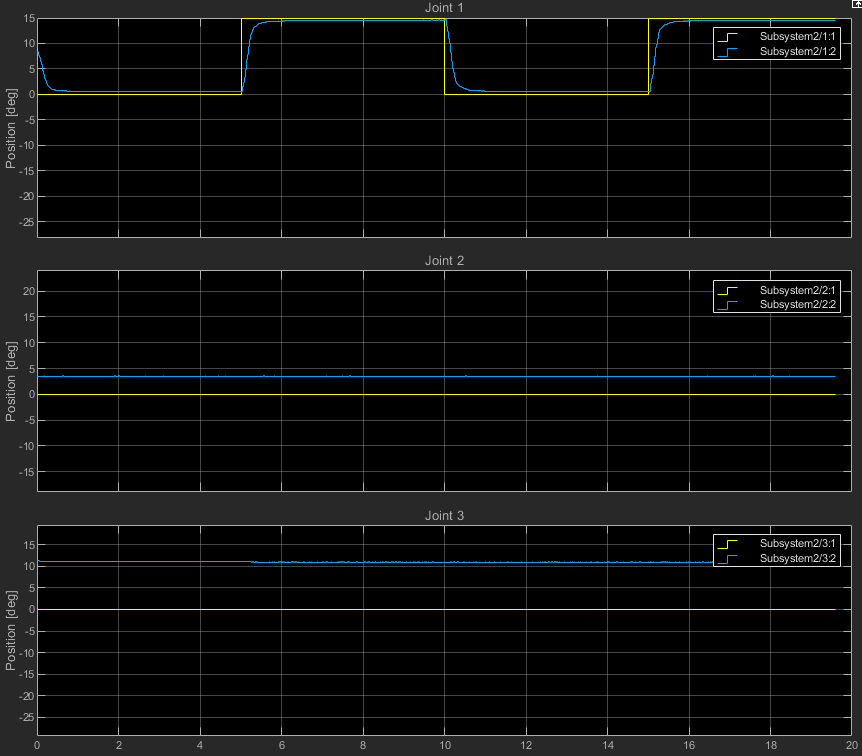 Joint 1
Position [deg]
15
10
5
0
-5
-10
-15
-20
-25
Subsystem2/1:1
Subsystem2/1:2
Joint 2
Position [deg]
20
15
10
5
0
-5
-10
-15
Subsystem2/2:1
Subsystem2/2:2
Joint 3
Position [deg]
15
10
5
0
-5
-10
-15
-20
-25
Subsystem2/3:1
Subsystem2/3:2
0 2 4 6 8 10 12 14 16 18 20